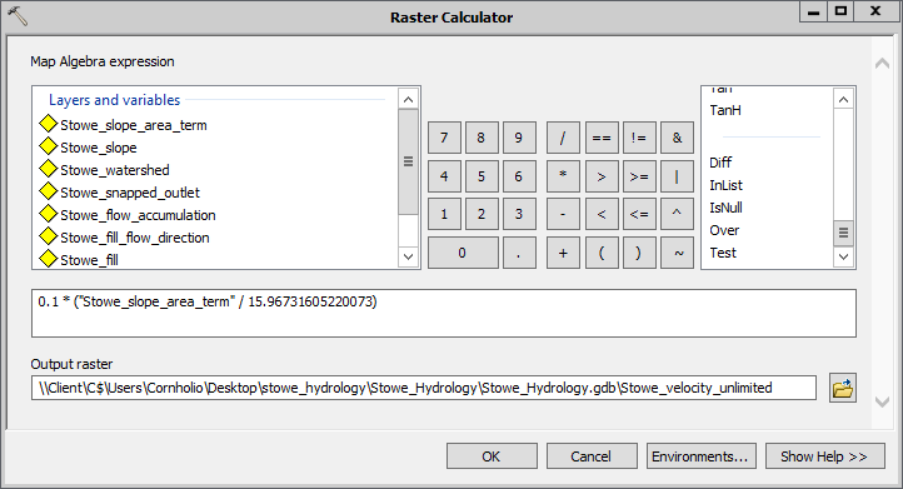 Raster Calculator
Map Algebra expression
Layers and variables
Stowe_slope_area_term
Stowe_slope
Stowe_watershed
Stowe_snapped_outlet
Stowe_flow_accumulation
Stowe_fill_flow_direction
Stowe_fill
7 8 9 / == != &
4 5 6 * > >= |
1 2 3 - < <= ^
0 . + ( ) ~
Tan
TanH
Diff
InList
IsNull
Over
Test
0.1 * ("Stowe_slope_area_term" / 15.96731605220073)
Output raster
\\Client\C$\Users\Cornholio\Desktop\stowe_hydrology\Stowe_Hydrology\Stowe_Hydrology.gdb\Stowe_velocity_unlimited
OK Cancel Environments... Show Help >>